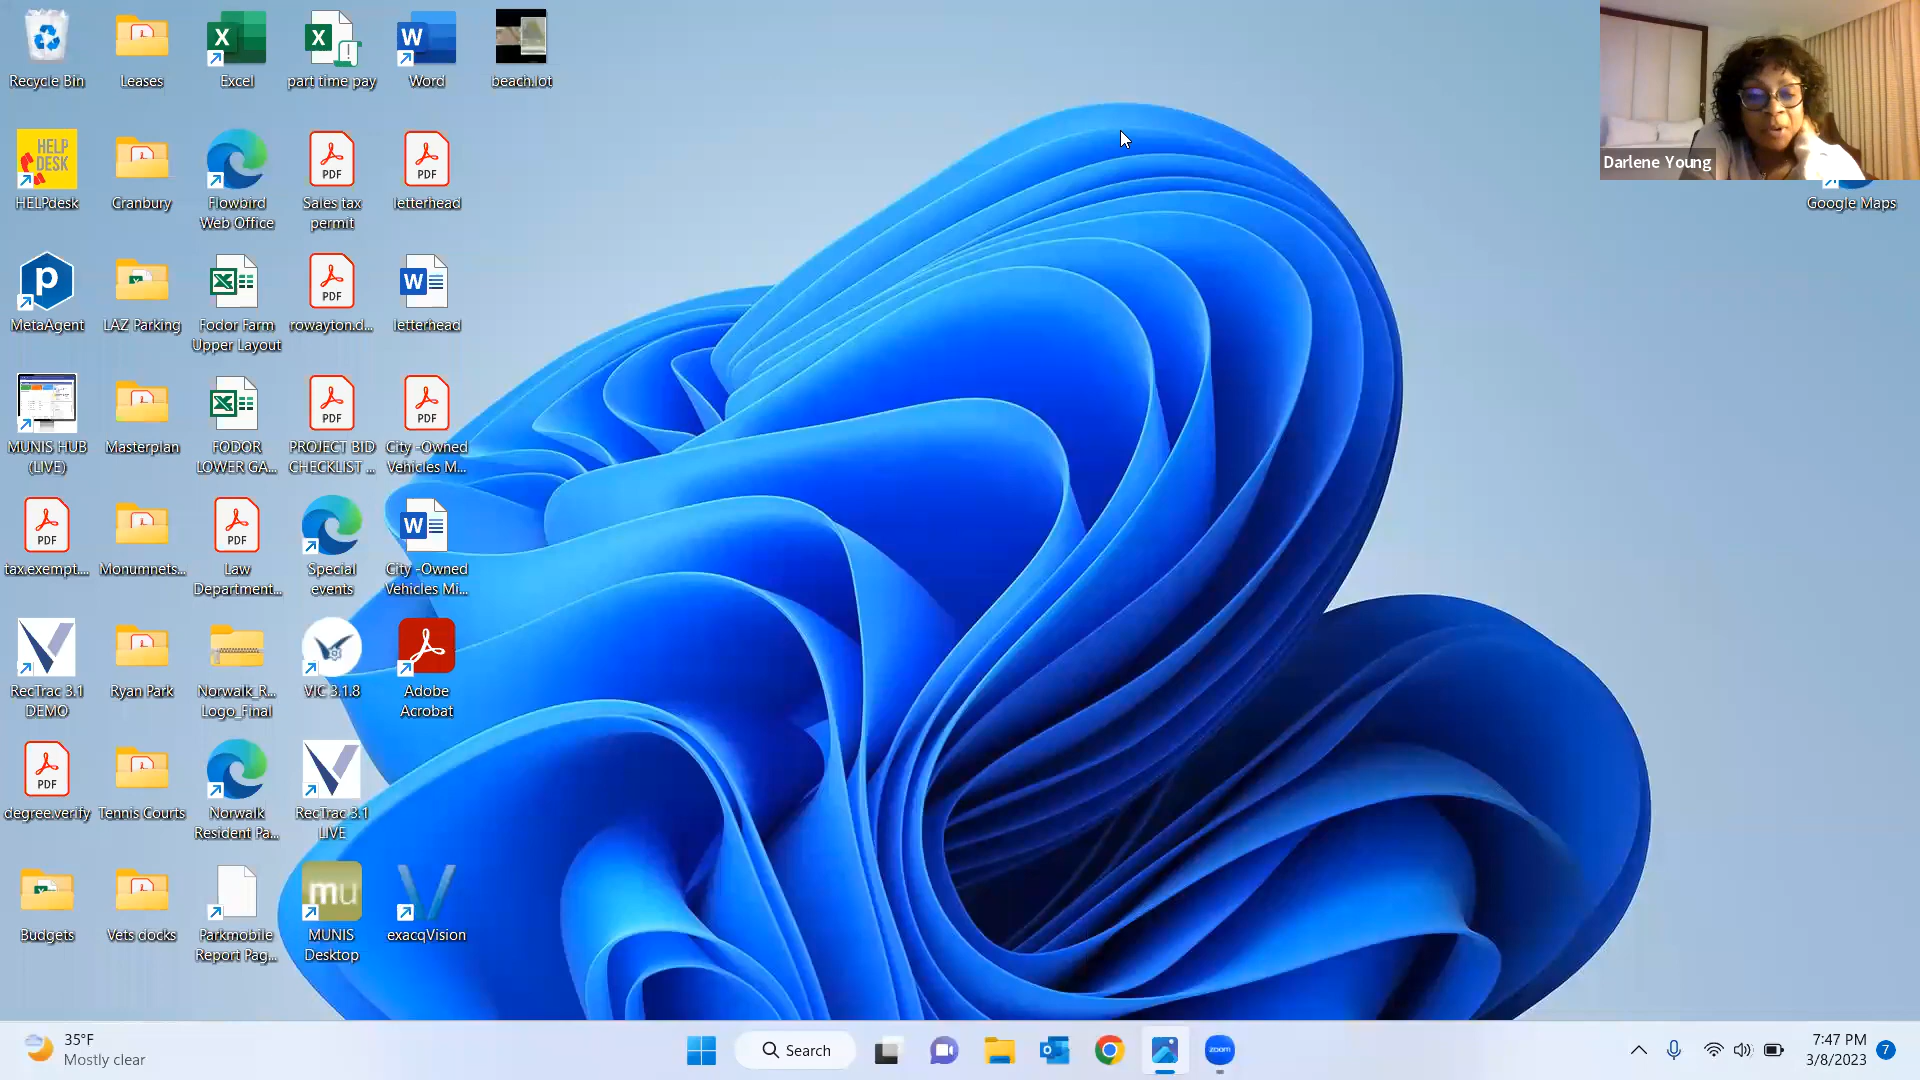 Recycle Bin
Leases
Excel
part time pay
Word
beach.lot
HELP
DESK
HELPdesk
Cranbury
Flowbird
Web Office
PDF
Sales tax
permit
PDF
letterhead
Darlene Young
Google Maps
p
MetaAgent
LAZ Parking
Fodor Farm
Upper Layout
PDF
rowayton.d...
letterhead
MUNIS HUB
(LIVE)
Masterplan
FODOR
LOWER GA...
PDF
PROJECT BID
CHECKLIST ...
PDF
City -Owned
Vehicles M...
PDF
tax.exempt....
Monumnets...
PDF
Law
Department...
Special
events
City -Owned
Vehicles Mi...
RecTrac 3.1
DEMO
Ryan Park
Norwalk_R...
Logo_Final
VIC 3.1.8
Adobe
Acrobat
PDF
degree.verify
Tennis Courts
Norwalk
Resident Pa...
RecTrac 3.1
LIVE
Budgets
Vets docks
Parkmobile
Report Pag...
mu
MUNIS
Desktop
exacqVision
35°F
Mostly clear
Search
zoom
7:47 PM
3/8/2023
7